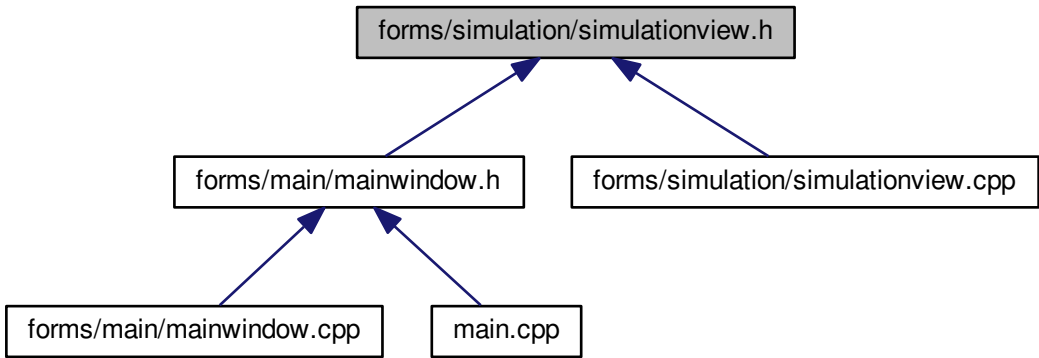 forms/simulation/simulationview.h
forms/main/mainwindow.h
forms/simulation/simulationview.cpp
forms/main/mainwindow.cpp
main.cpp